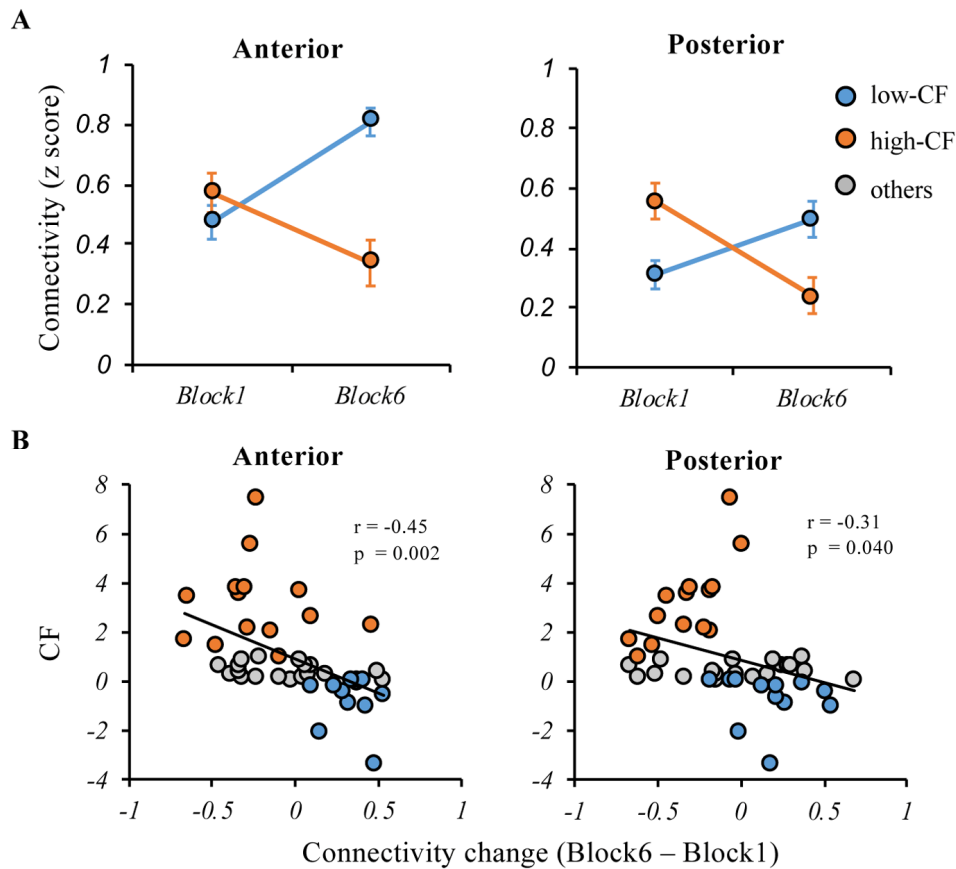 A
Anterior
Posterior
Connectivity (z score)
1
0.8
0.6
0.4
0.2
0
Block1
Block6
1
0.8
0.6
0.4
0.2
0
Block1
Block6
low-CF
high-CF
others
B
Anterior
Posterior
CF
8
6
4
2
0
-2
-4
r = -0.45
p = 0.002
-1
-0.5
0
0.5
1
8
6
4
2
0
-2
-4
r = -0.31
p = 0.040
-1
-0.5
0
0.5
1
Connectivity change (Block6 – Block1)